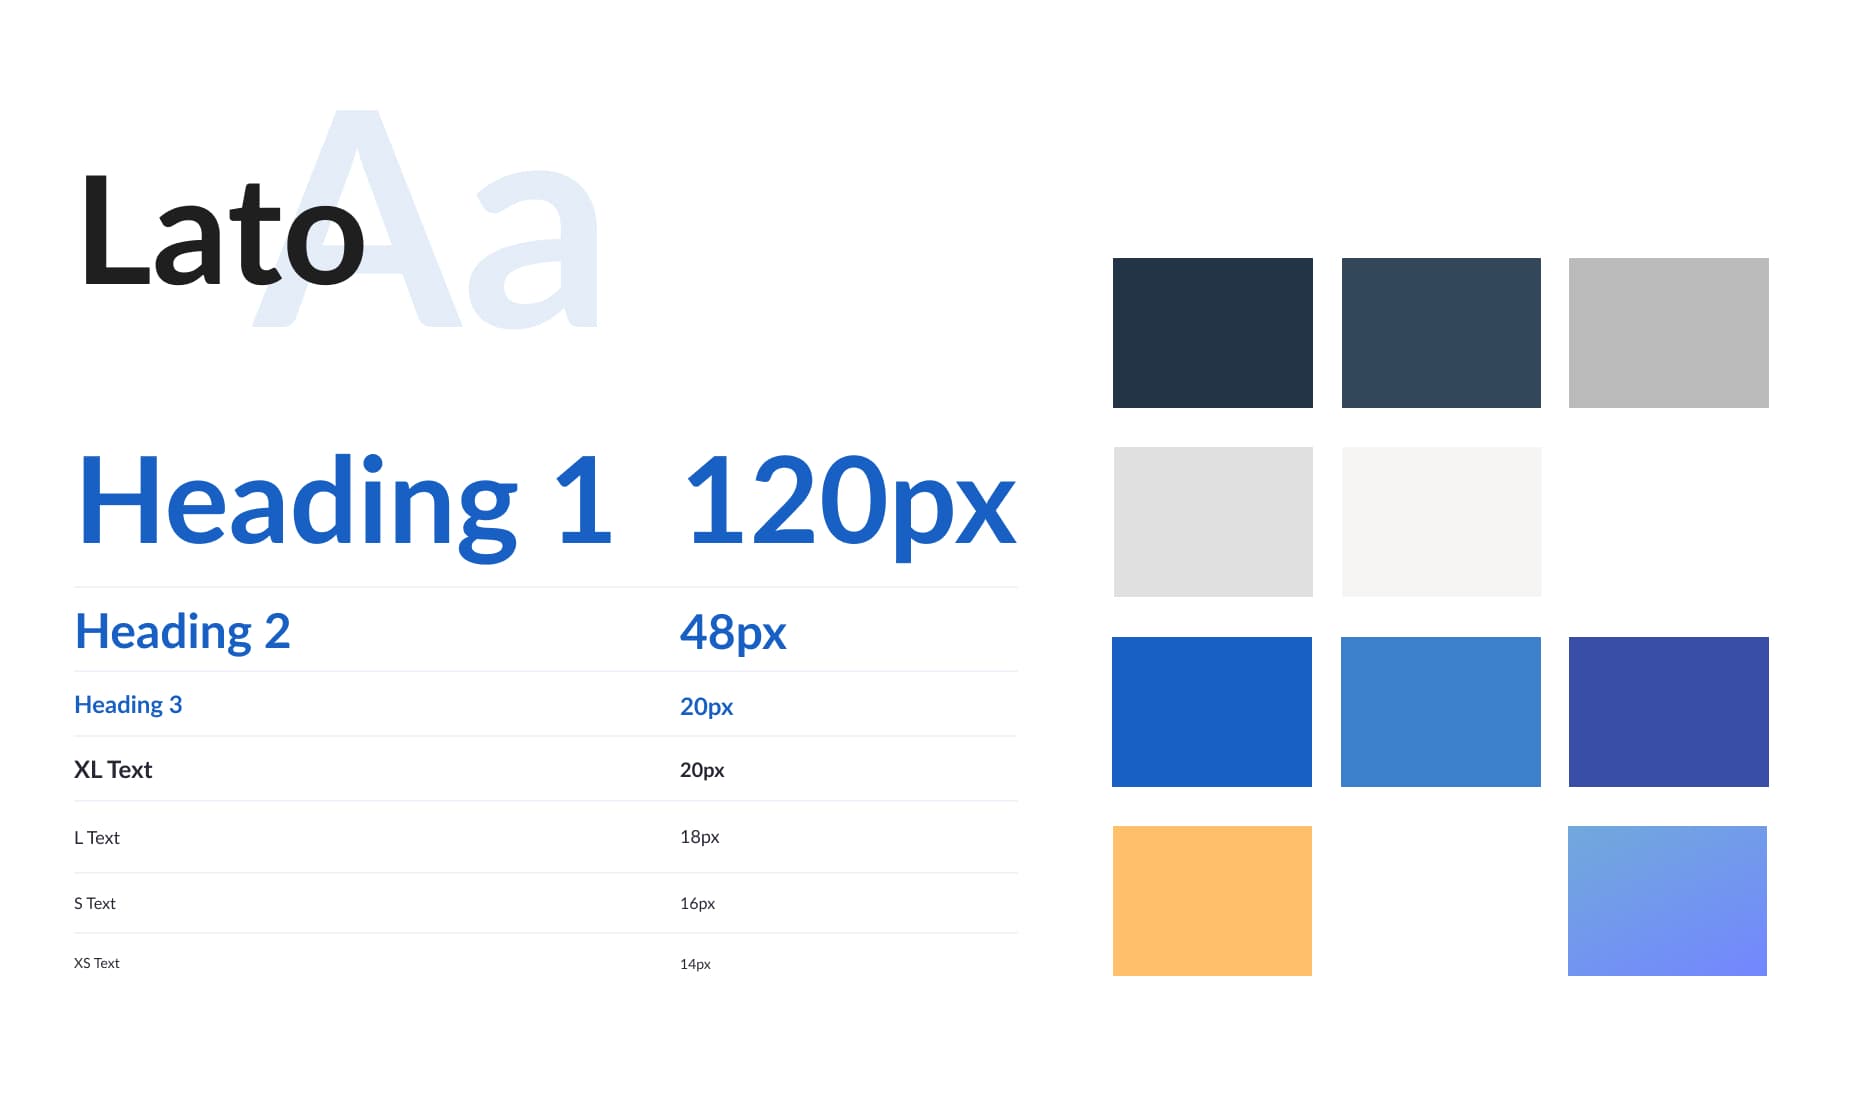 Aa
Lato
Heading 1 120px
Heading 2 48px
Heading 3 20px
XL Text 20px
L Text 18px
S Text 16px
XS Text 14px